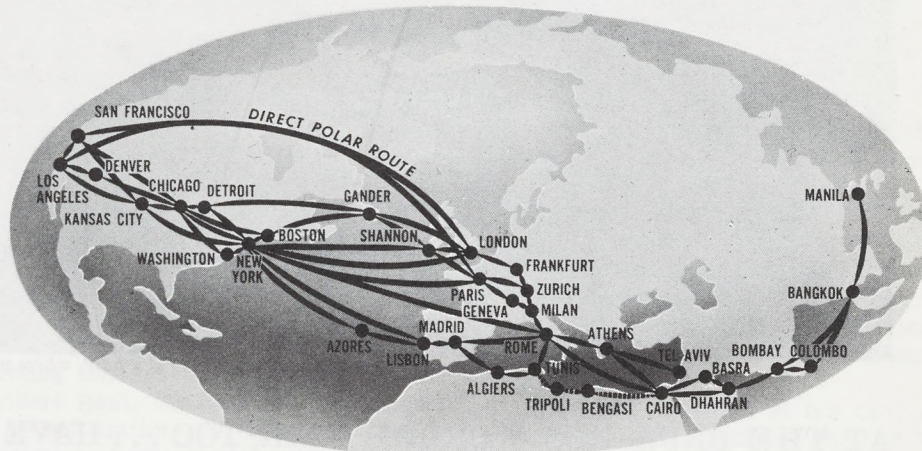 SAN FRANCISCO
DIRECT POLAR ROUTE
DENVER
LOS
ANGELES
CHICAGO
DETROIT
GANDER
MANILA
KANSAS CITY
BOSTON
SHANNON
LONDON
WASHINGTON
NEW
YORK
FRANKFURT
PARIS
ZURICH
BANGKOK
GENEVA
MILAN
AZORES
MADRID
LISBON
ROME
ATHENS
TEL AVIV
BOMBAY
COLOMBO
BASRA
ALGIERS
TUNIS
TRIPOLI
BENGASI
CAIRO
DHAHRAN